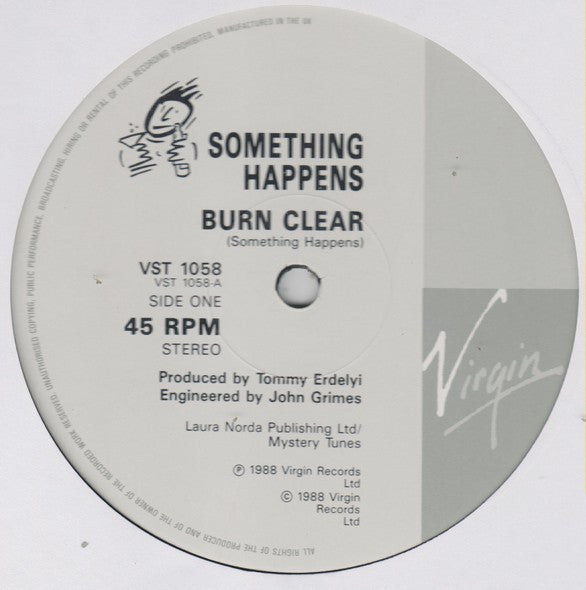 SOMETHING
HAPPENS
BURN CLEAR
(Something Happens)
VST 1058
VST 1058-A
SIDE ONE
45 RPM
STEREO
Produced by Tommy Erdelyi
Engineered by John Grimes
Laura Norda Publishing Ltd/
Mystery Tunes
℗ 1988 Virgin Records
Ltd
© 1988 Virgin
Records
Ltd
Virgin
ALL RIGHTS OF THE PRODUCER AND OF THE OWNER OF THE RECORDED WORK RESERVED. UNAUTHORISED COPYING, PUBLIC PERFORMANCE, BROADCASTING, HIRING OR RENTAL OF THIS RECORDING PROHIBITED. MANUFACTURED IN THE UK